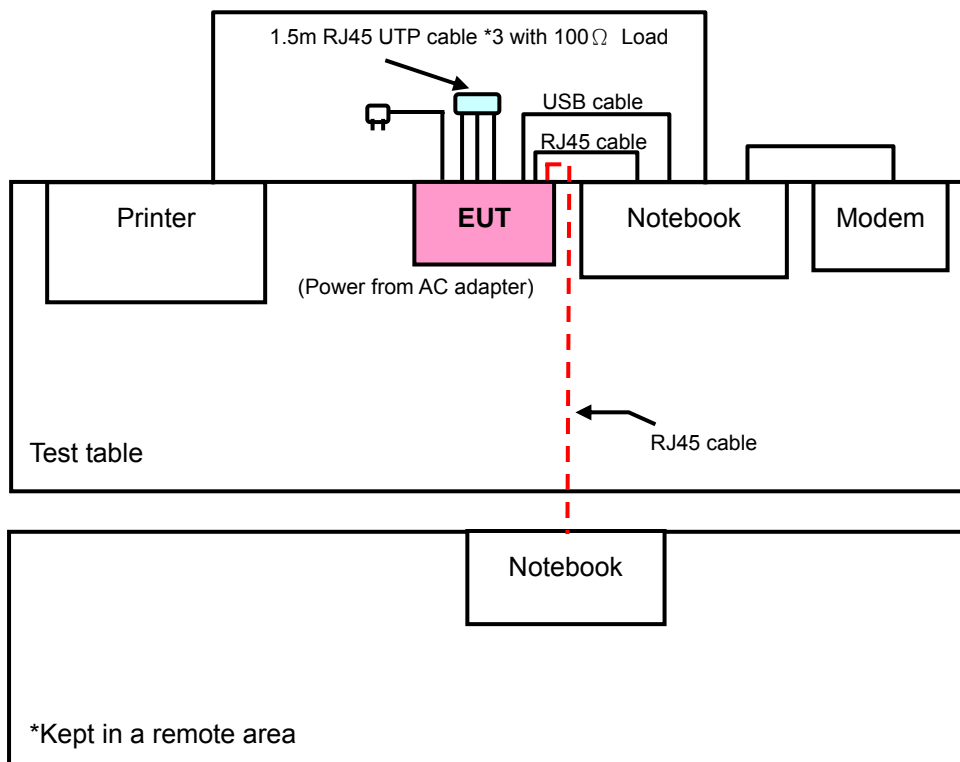 1.5m RJ45 UTP cable *3 with 100Ω Load
USB cable
RJ45 cable
Printer
EUT
Notebook
Modem
(Power from AC adapter)
RJ45 cable
Test table
Notebook
*Kept in a remote area